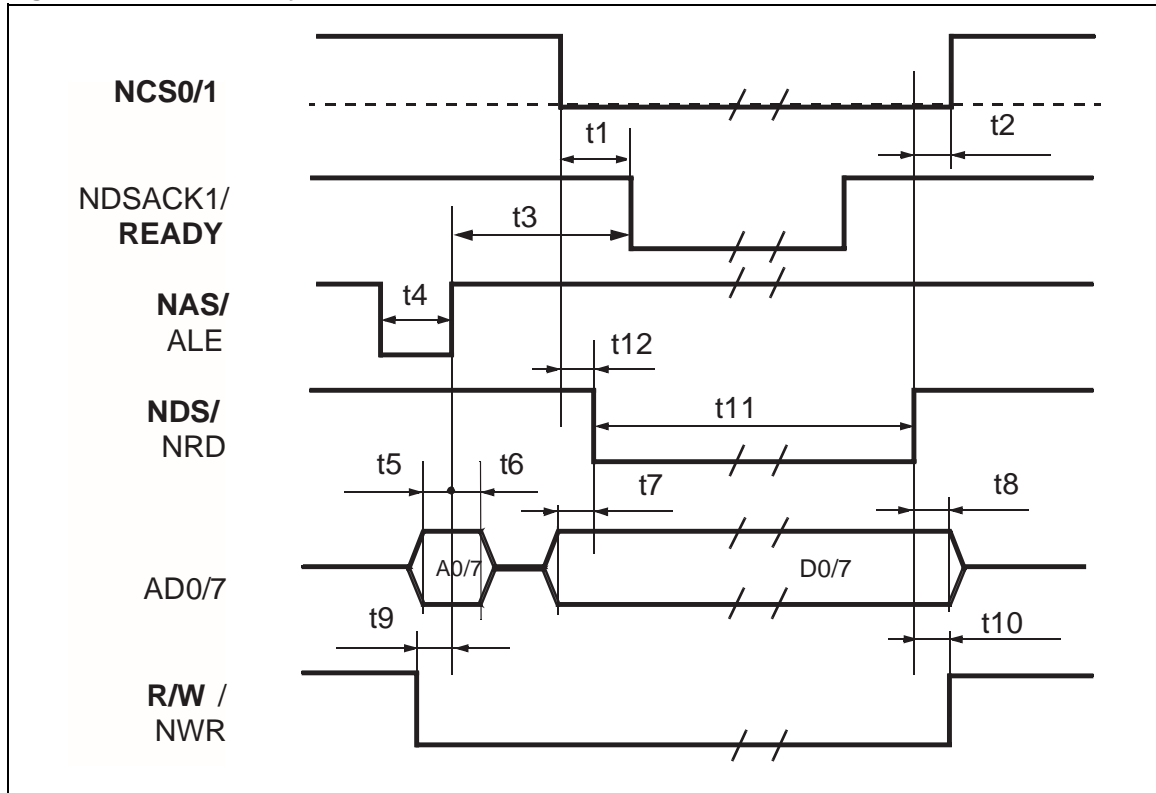 NCS0/1
t1
t2
NDSACK1/
READY
t3
NAS/
ALE
t4
t12
NDS/
NRD
t11
t5
t6
t7
t8
AD0/7
A0/7
D0/7
t9
t10
R/W /
NWR